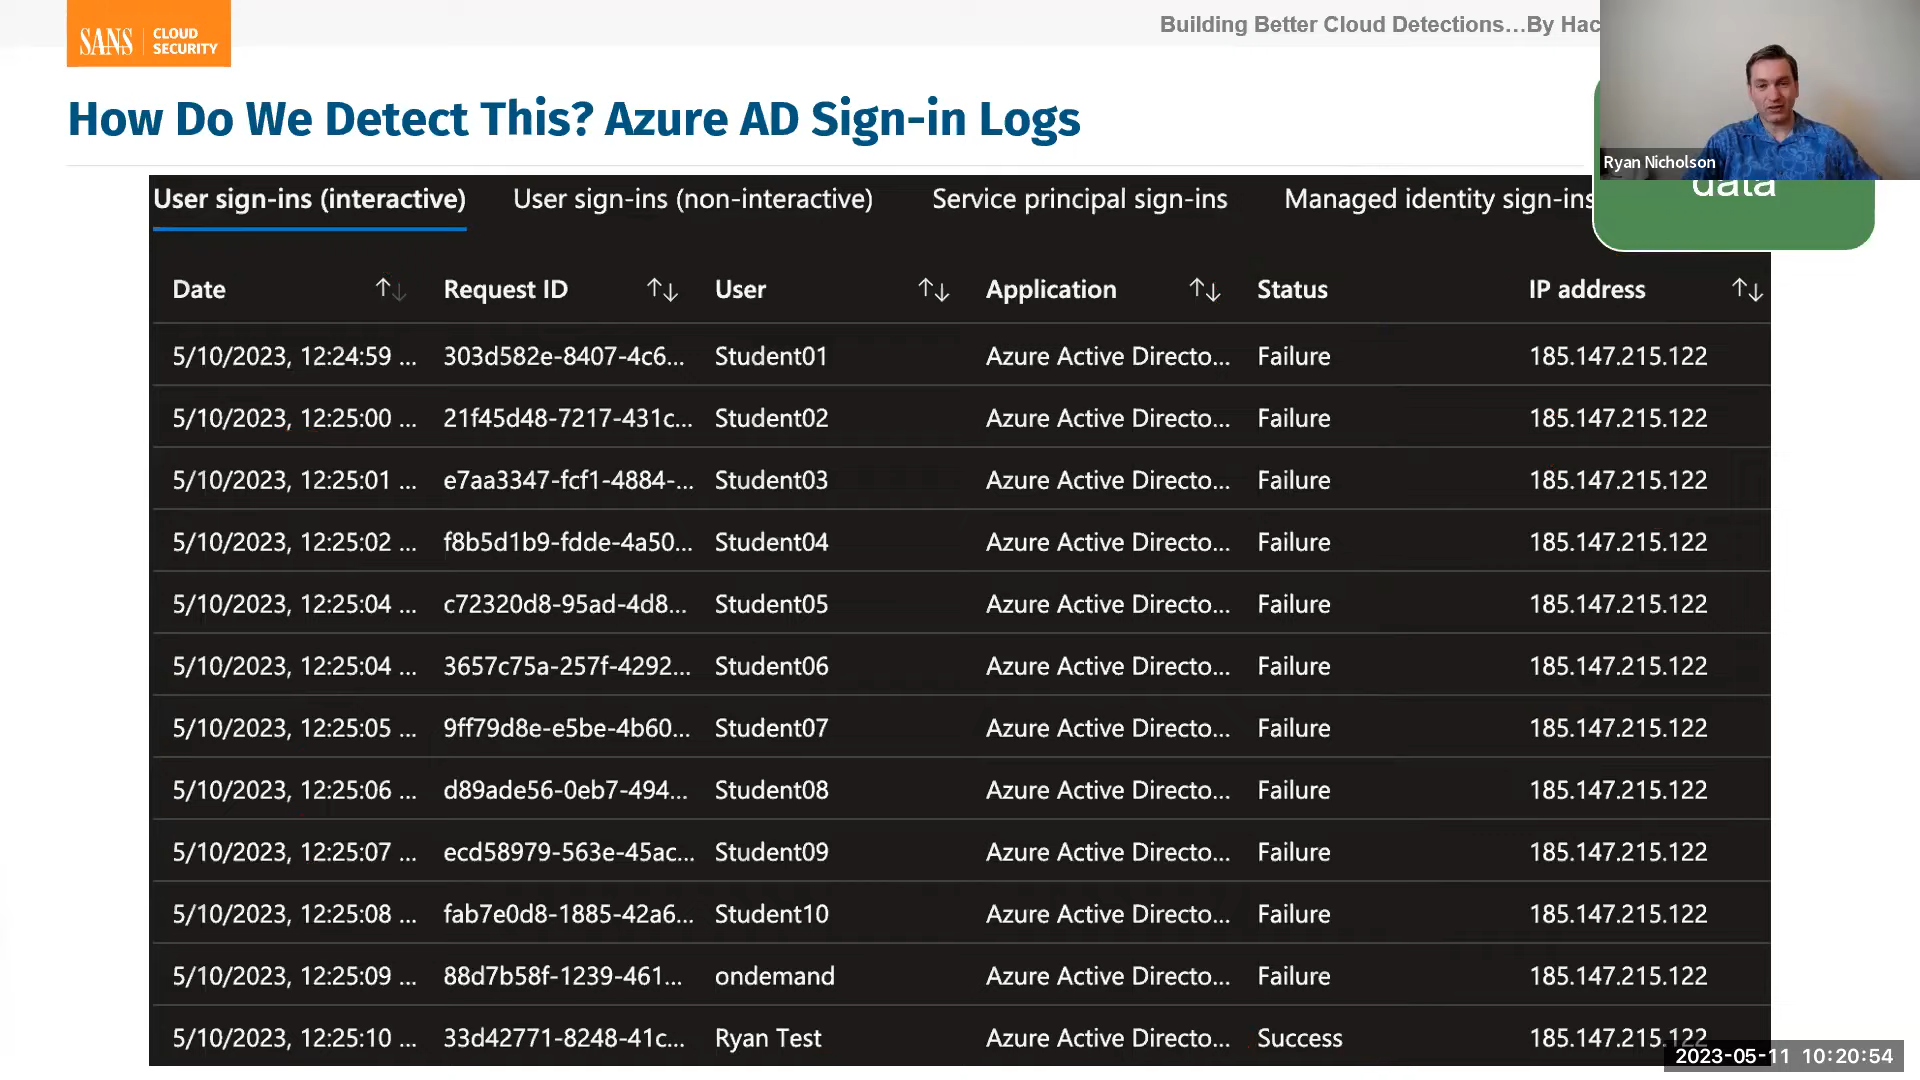 SANS
CLOUD
SECURITY
Building Better Cloud Detections...By Hac
How Do We Detect This? Azure AD Sign-in Logs
Ryan Nicholson
data
User sign-ins (interactive) User sign-ins (non-interactive) Service principal sign-ins Managed identity sign-ins
Date Request ID User Application Status IP address
5/10/2023, 12:24:59 ... 303d582e-8407-4c6... Student01 Azure Active Directo... Failure 185.147.215.122
5/10/2023, 12:25:00 ... 21f45d48-7217-431c... Student02 Azure Active Directo... Failure 185.147.215.122
5/10/2023, 12:25:01 ... e7aa3347-fcf1-4884-... Student03 Azure Active Directo... Failure 185.147.215.122
5/10/2023, 12:25:02 ... f8b5d1b9-fdde-4a50... Student04 Azure Active Directo... Failure 185.147.215.122
5/10/2023, 12:25:04 ... c72320d8-95ad-4d8... Student05 Azure Active Directo... Failure 185.147.215.122
5/10/2023, 12:25:04 ... 3657c75a-257f-4292... Student06 Azure Active Directo... Failure 185.147.215.122
5/10/2023, 12:25:05 ... 9ff79d8e-e5be-4b60... Student07 Azure Active Directo... Failure 185.147.215.122
5/10/2023, 12:25:06 ... d89ade56-0eb7-494... Student08 Azure Active Directo... Failure 185.147.215.122
5/10/2023, 12:25:07 ... ecd58979-563e-45ac... Student09 Azure Active Directo... Failure 185.147.215.122
5/10/2023, 12:25:08 ... fab7e0d8-1885-42a6... Student10 Azure Active Directo... Failure 185.147.215.122
5/10/2023, 12:25:09 ... 88d7b58f-1239-461... ondemand Azure Active Directo... Failure 185.147.215.122
5/10/2023, 12:25:10 ... 33d42771-8248-41c... Ryan Test Azure Active Directo... Success 185.147.215.122
2023-05-11 10:20:54